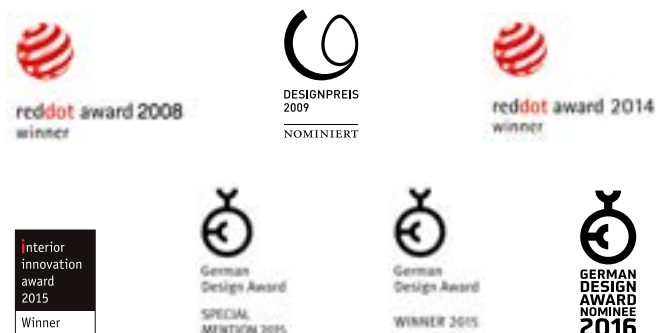 reddot award 2008
winner
DESIGNPREIS
2009
NOMINIERT
reddot award 2014
winner
interior
innovation
award
2015
Winner
German
Design Award
SPECIAL
MENTION 2015
German
Design Award
WINNER 2015
GERMAN
DESIGN
AWARD
NOMINEE
2016